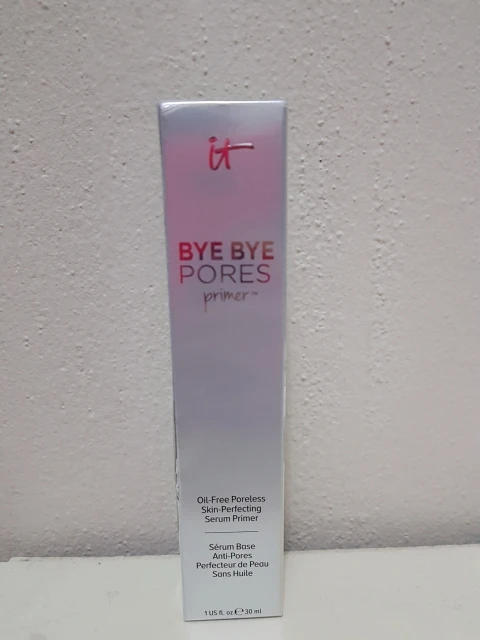 it
BYE BYE
PORES
primer™
Oil-Free Poreless
Skin-Perfecting
Serum Primer
Sérum Base
Anti-Pores
Perfecteur de Peau
Sans Huile
1 US fl. oz ℮ 30 ml